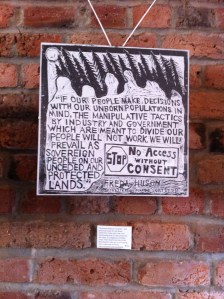 "IF OUR PEOPLE MAKE DECISIONS
WITH OUR UNBORN POPULATIONS IN
MIND, THE MANIPULATIVE TACTICS
BY INDUSTRY AND GOVERNMENT
WHICH ARE MEANT TO DIVIDE OUR
PEOPLE WILL NOT WORK. WE WILL
PREVAIL AS
SOVEREIGN
PEOPLE ON OUR
UNCEDED AND
PROTECTED
LANDS."
FREDA HUSON
STOP
No Access
WITHOUT
CONSENT